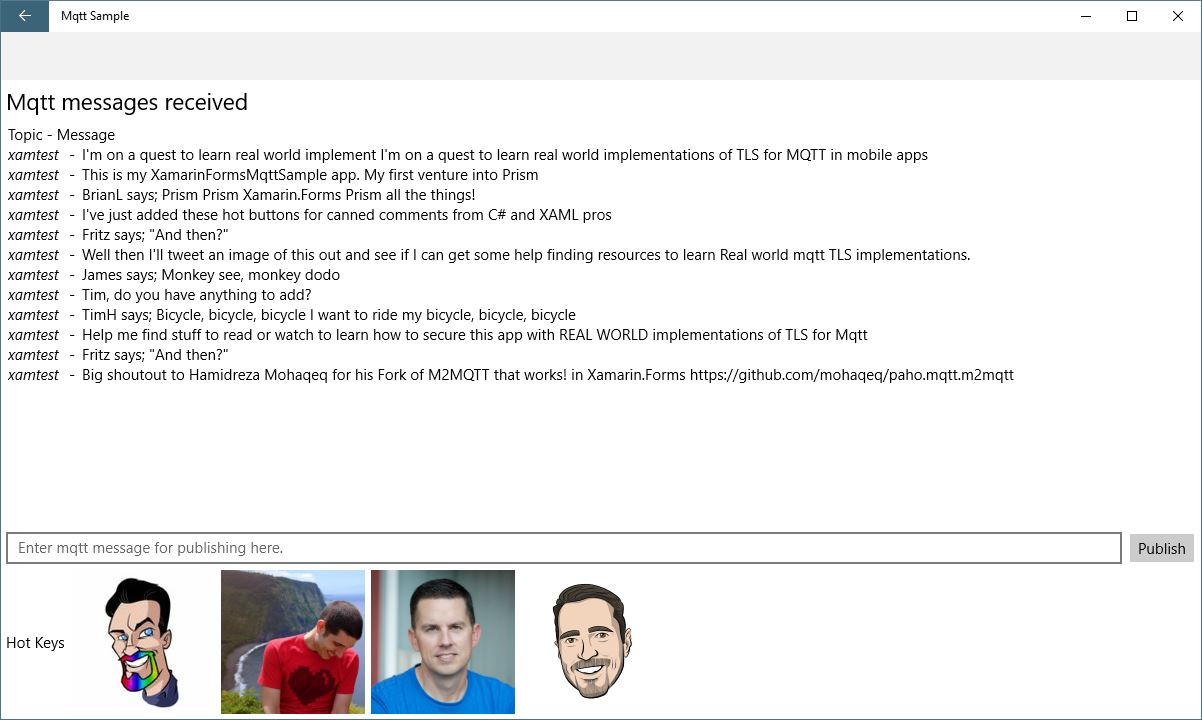 Mqtt Sample
Mqtt messages received
Topic - Message
xamtest - I'm on a quest to learn real world implement I'm on a quest to learn real world implementations of TLS for MQTT in mobile apps
xamtest - This is my XamarinFormsMqttSample app. My first venture into Prism
xamtest - BrianL says; Prism Prism Xamarin.Forms Prism all the things!
xamtest - I've just added these hot buttons for canned comments from C# and XAML pros
xamtest - Fritz says; "And then?"
xamtest - Well then I'll tweet an image of this out and see if I can get some help finding resources to learn Real world mqtt TLS implementations.
xamtest - James says; Monkey see, monkey dodo
xamtest - Tim, do you have anything to add?
xamtest - TimH says; Bicycle, bicycle, bicycle I want to ride my bicycle, bicycle, bicycle
xamtest - Help me find stuff to read or watch to learn how to secure this app with REAL WORLD implementations of TLS for Mqtt
xamtest - Fritz says; "And then?"
xamtest - Big shoutout to Hamidreza Mohaqeq for his Fork of M2MQTT that works! in Xamarin.Forms https://github.com/mohaqeq/paho.mqtt.m2mqtt
Enter mqtt message for publishing here.
Publish
Hot Keys